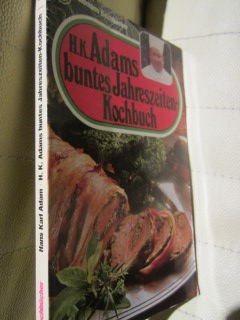 H.K. Adams
buntes Jahreszeiten-
Kochbuch
Hans Karl Adam H. K. Adams buntes Jahreszeiten-Kochbuch